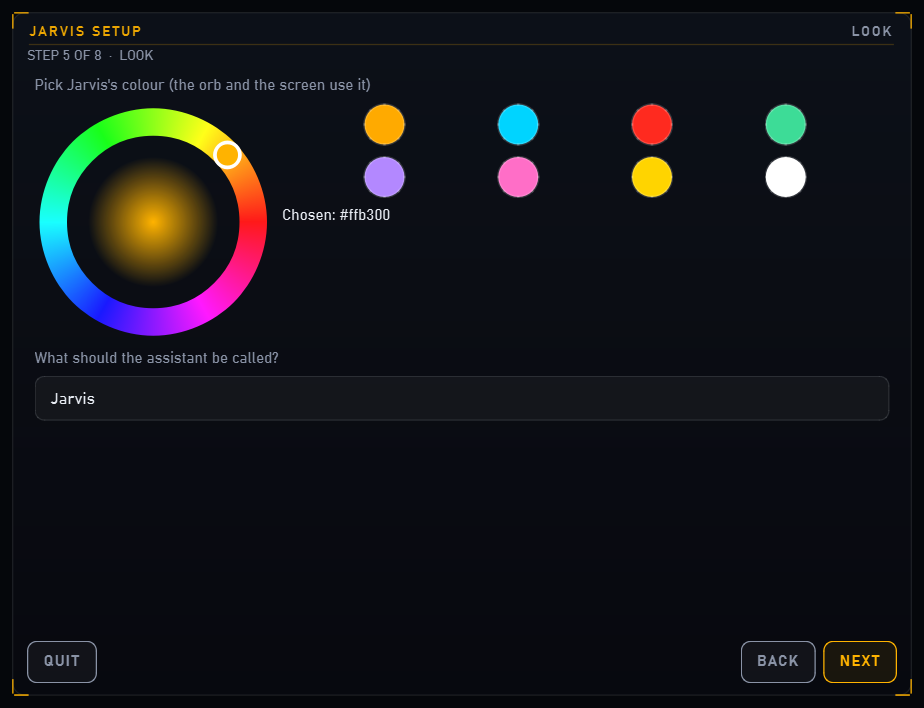 JARVIS SETUP
LOOK
STEP 5 OF 8 · LOOK
Pick Jarvis's colour (the orb and the screen use it)
Chosen: #ffb300
What should the assistant be called?
Jarvis
QUIT
BACK
NEXT